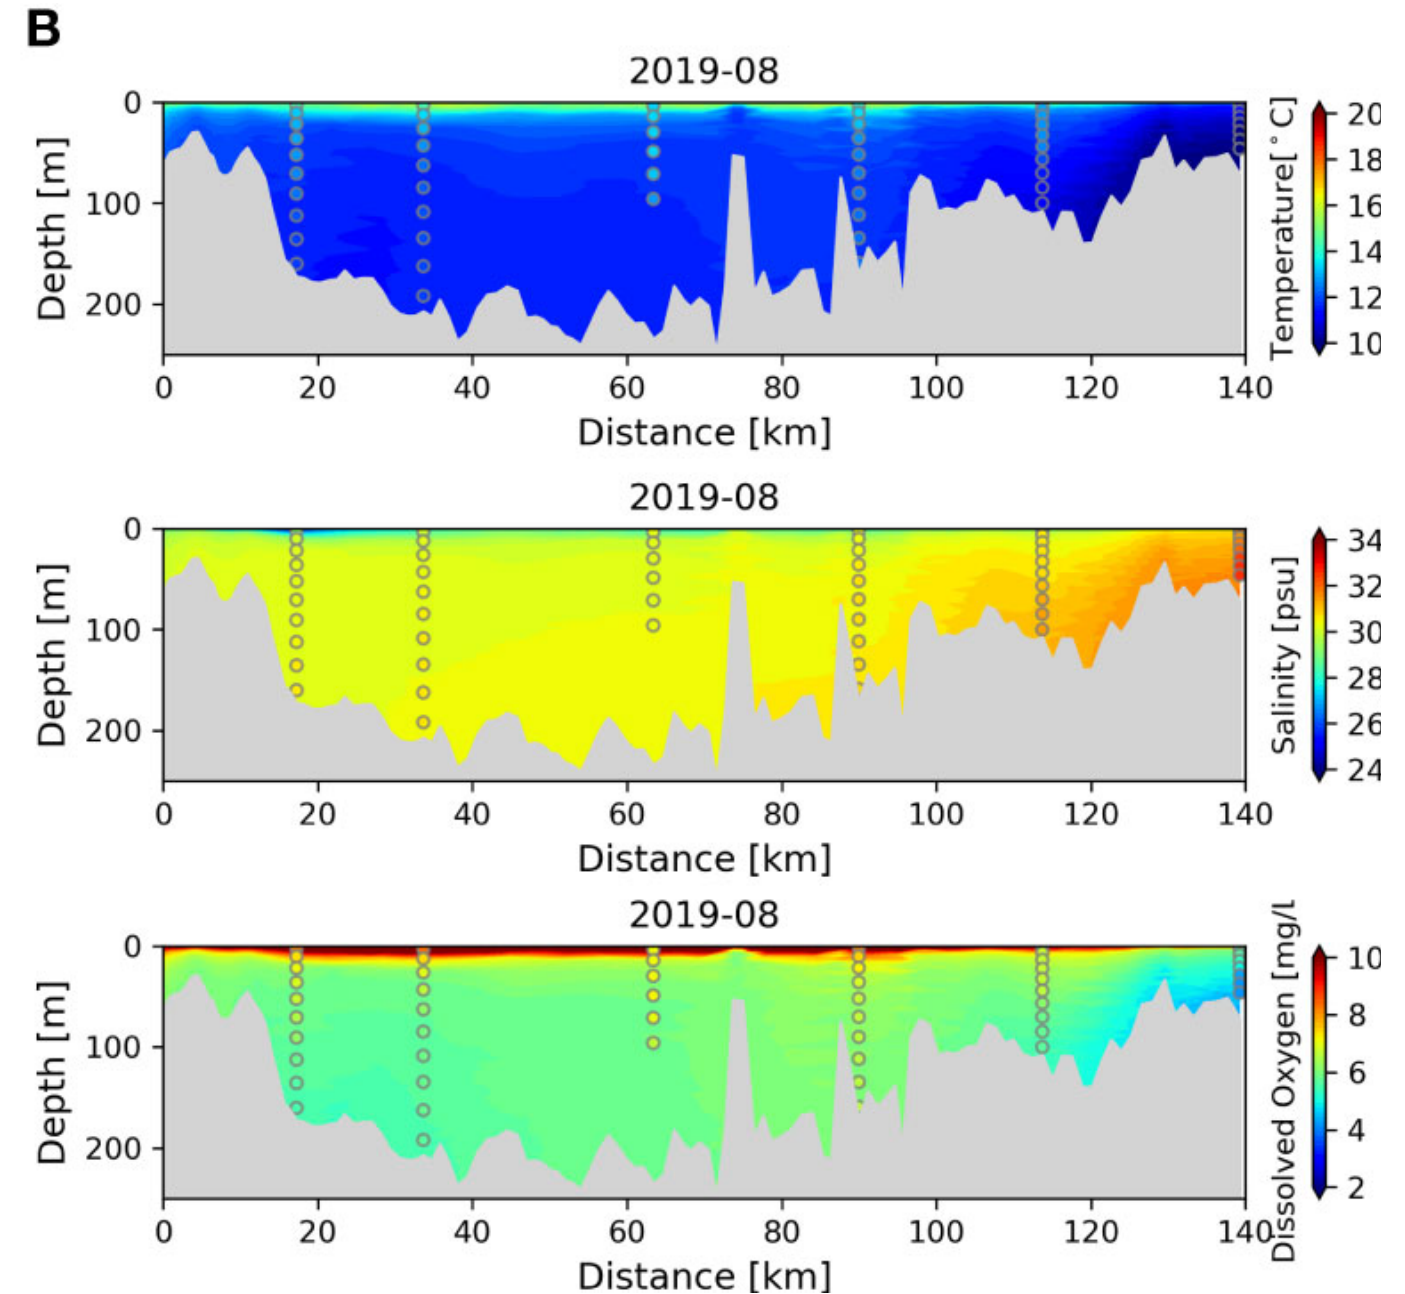 B
2019-08
0
100
200
Depth [m]
0 20 40 60 80 100 120 140
Distance [km]
20
18
16
14
12
10
Temperature[°C]
2019-08
0
100
200
Depth [m]
0 20 40 60 80 100 120 140
Distance [km]
34
32
30
28
26
24
Salinity [psu]
2019-08
0
100
200
Depth [m]
0 20 40 60 80 100 120 140
Distance [km]
10
8
6
4
2
Dissolved Oxygen [mg/l